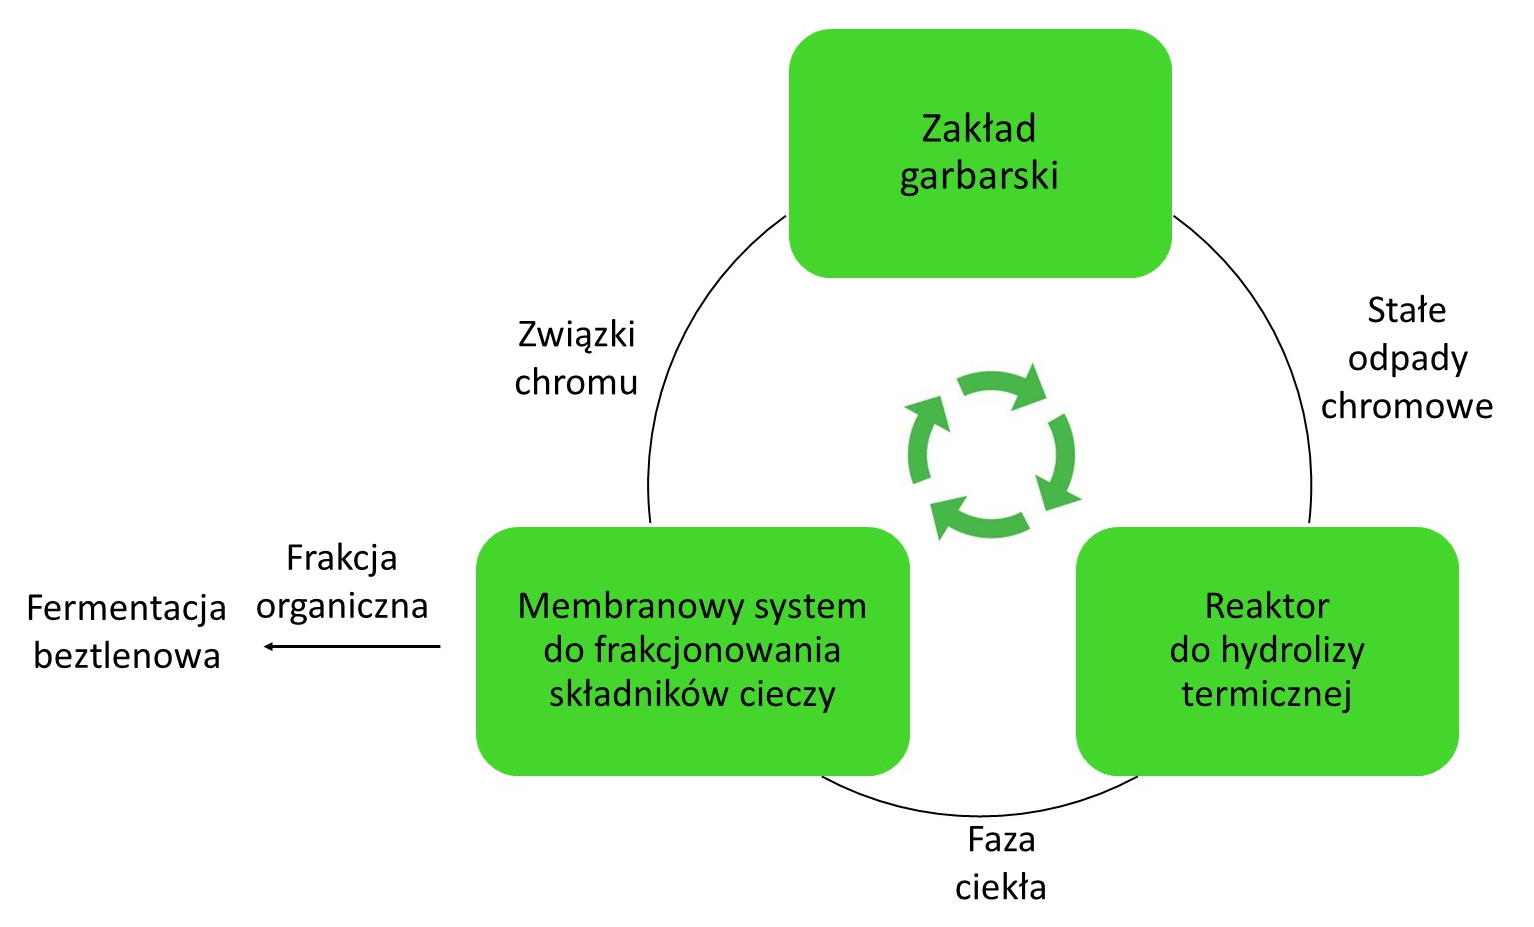 Zakład
garbarski
Stałe
odpady
chromowe
Związki
chromu
Reaktor
do hydrolizy
termicznej
Faza
ciekła
Membranowy system
do frakcjonowania
składników cieczy
Frakcja
organiczna
Fermentacja
beztlenowa